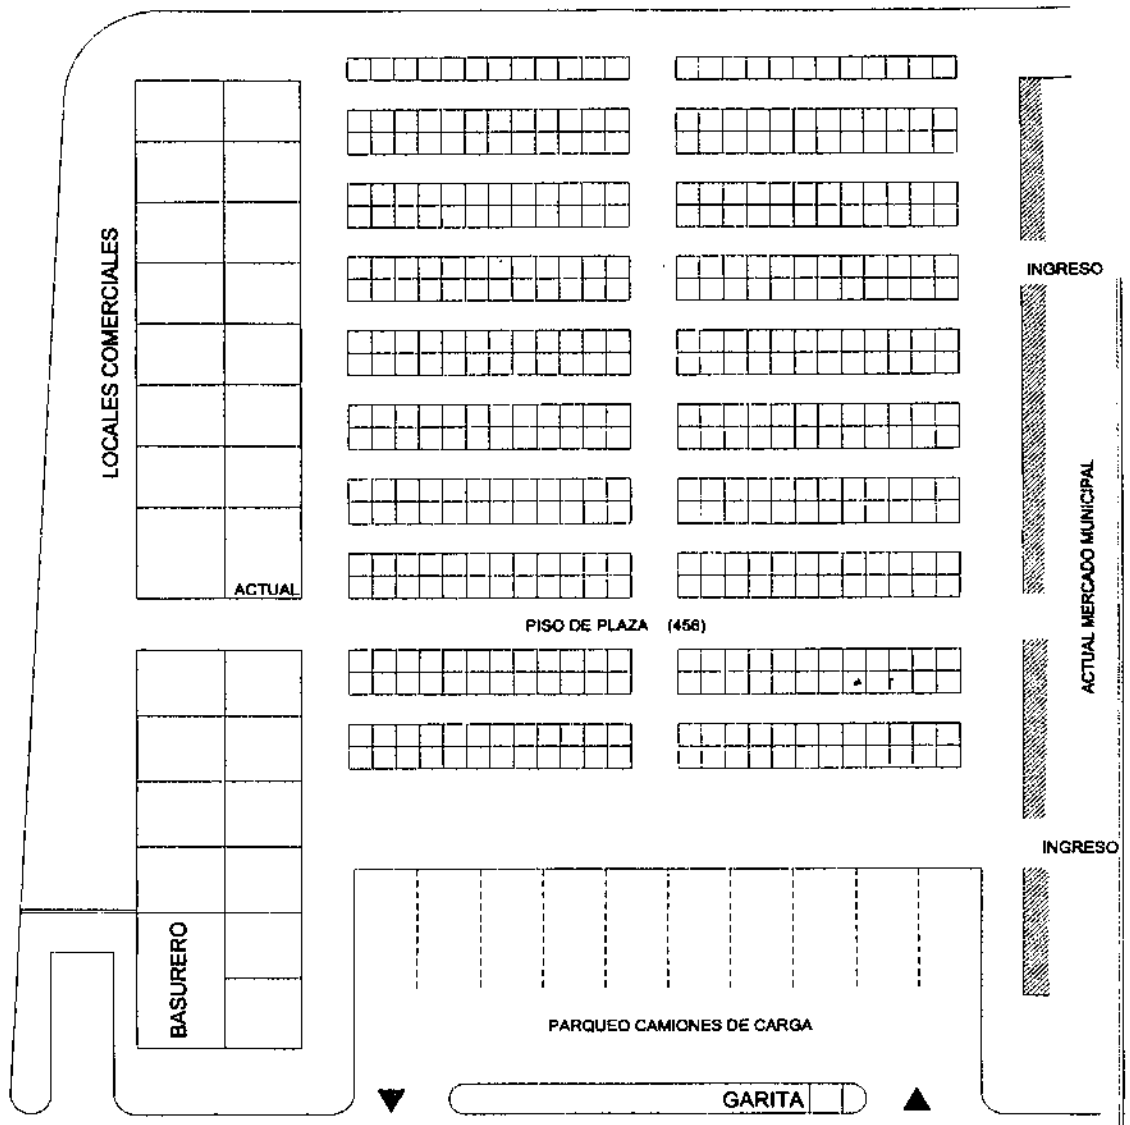 LOCALES COMERCIALES
INGRESO
ACTUAL MERCADO MUNICIPAL
ACTUAL
PISO DE PLAZA (456)
INGRESO
BASURERO
PARQUEO CAMIONES DE CARGA
GARITA